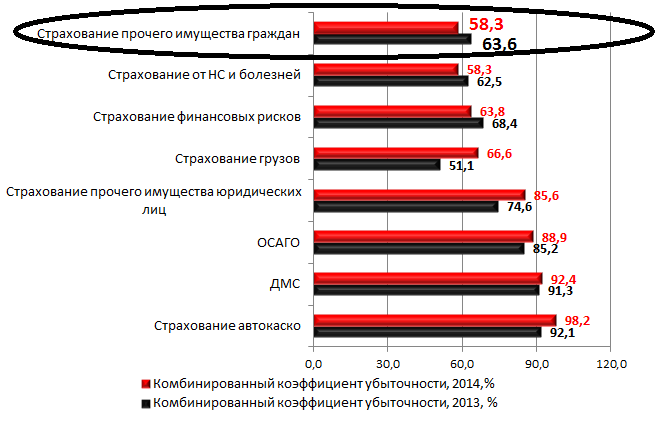 Страхование прочего имущества граждан
58,3
63,6
Страхование от НС и болезней
58,3
62,5
Страхование финансовых рисков
63,8
68,4
Страхование грузов
66,6
51,1
Страхование прочего имущества юридических
лиц
85,6
74,6
ОСАГО
88,9
85,2
ДМС
92,4
91,3
Страхование автокаско
98,2
92,1
0,0 30,0 60,0 90,0 120,0
Комбинированный коэффициент убыточности, 2014,%
Комбинированный коэффициент убыточности, 2013, %